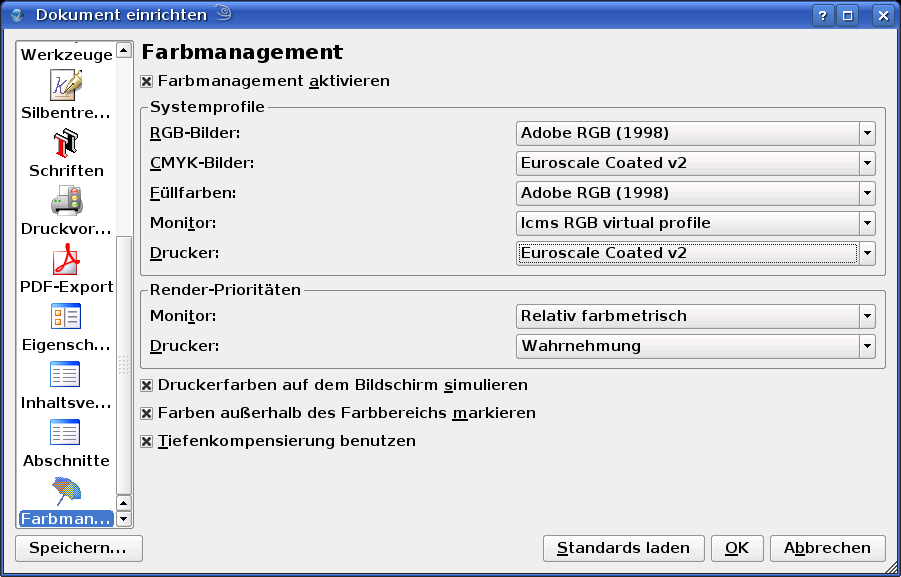 Dokument einrichten
Werkzeuge
Silbentre...
Schriften
Druckvor...
PDF-Export
Eigensch...
Inhaltsve...
Abschnitte
Farbman...
Farbmanagement
Farbmanagement aktivieren
Systemprofile
RGB-Bilder: Adobe RGB (1998)
CMYK-Bilder: Euroscale Coated v2
Füllfarben: Adobe RGB (1998)
Monitor: lcms RGB virtual profile
Drucker: Euroscale Coated v2
Render-Prioritäten
Monitor: Relativ farbmetrisch
Drucker: Wahrnehmung
Druckerfarben auf dem Bildschirm simulieren
Farben außerhalb des Farbbereichs markieren
Tiefenkompensierung benutzen
Speichern... Standards laden OK Abbrechen